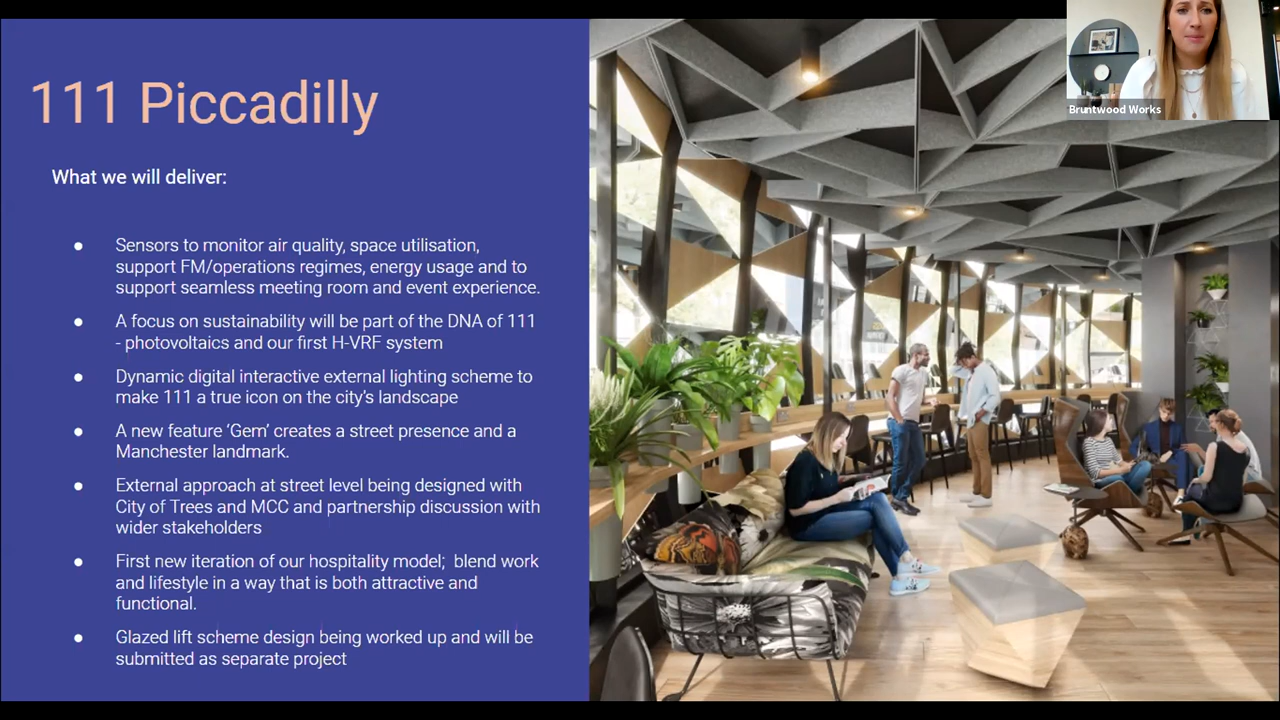 111 Piccadilly
What we will deliver:
● Sensors to monitor air quality, space utilisation,
support FM/operations regimes, energy usage and to
support seamless meeting room and event experience.
● A focus on sustainability will be part of the DNA of 111
- photovoltaics and our first H-VRF system
● Dynamic digital interactive external lighting scheme to
make 111 a true icon on the city's landscape
● A new feature ‘Gem’ creates a street presence and a
Manchester landmark.
● External approach at street level being designed with
City of Trees and MCC and partnership discussion with
wider stakeholders
● First new iteration of our hospitality model;  blend work
and lifestyle in a way that is both attractive and
functional.
● Glazed lift scheme design being worked up and will be
submitted as separate project
Bruntwood Works